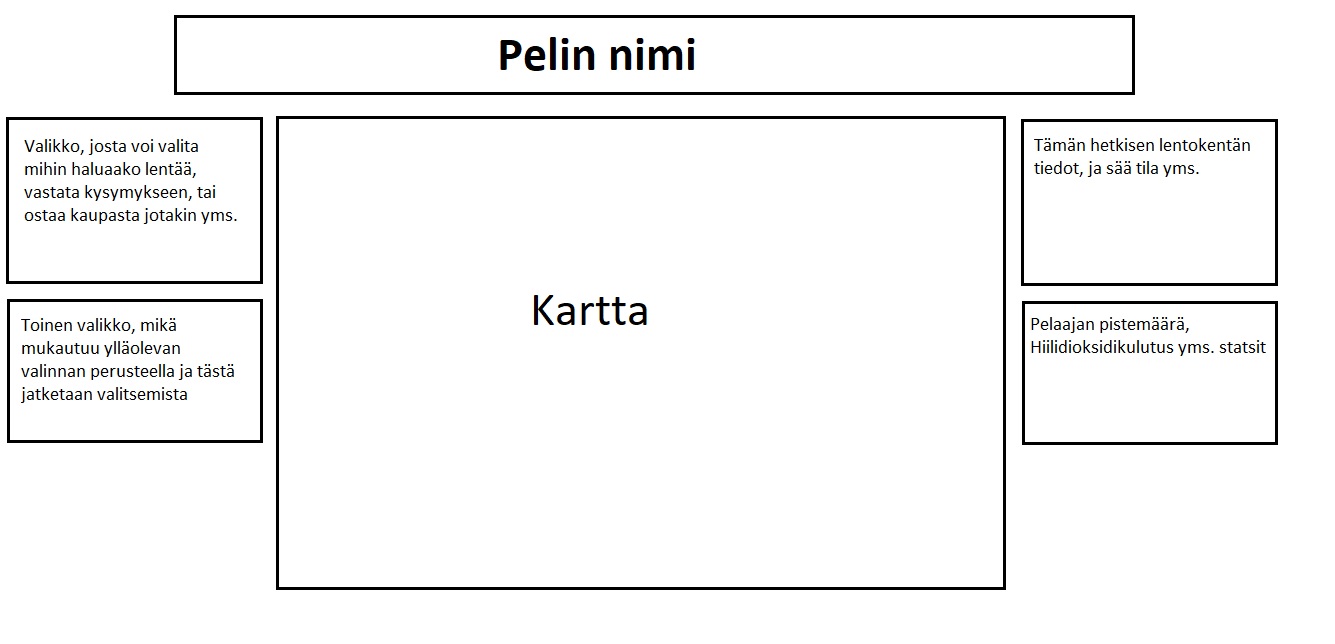 Pelin nimi
Valikko, josta voi valita
mihin haluaako lentää,
vastata kysymykseen, tai
ostaa kaupasta jotakin yms.
Toinen valikko, mikä
mukautuu ylläolevan
valinnan perusteella ja tästä
jatketaan valitsemista
Kartta
Tämän hetkisen lentokentän
tiedot, ja sää tila yms.
Pelaajan pistemäärä,
Hiilidioksidikulutus yms. statsit